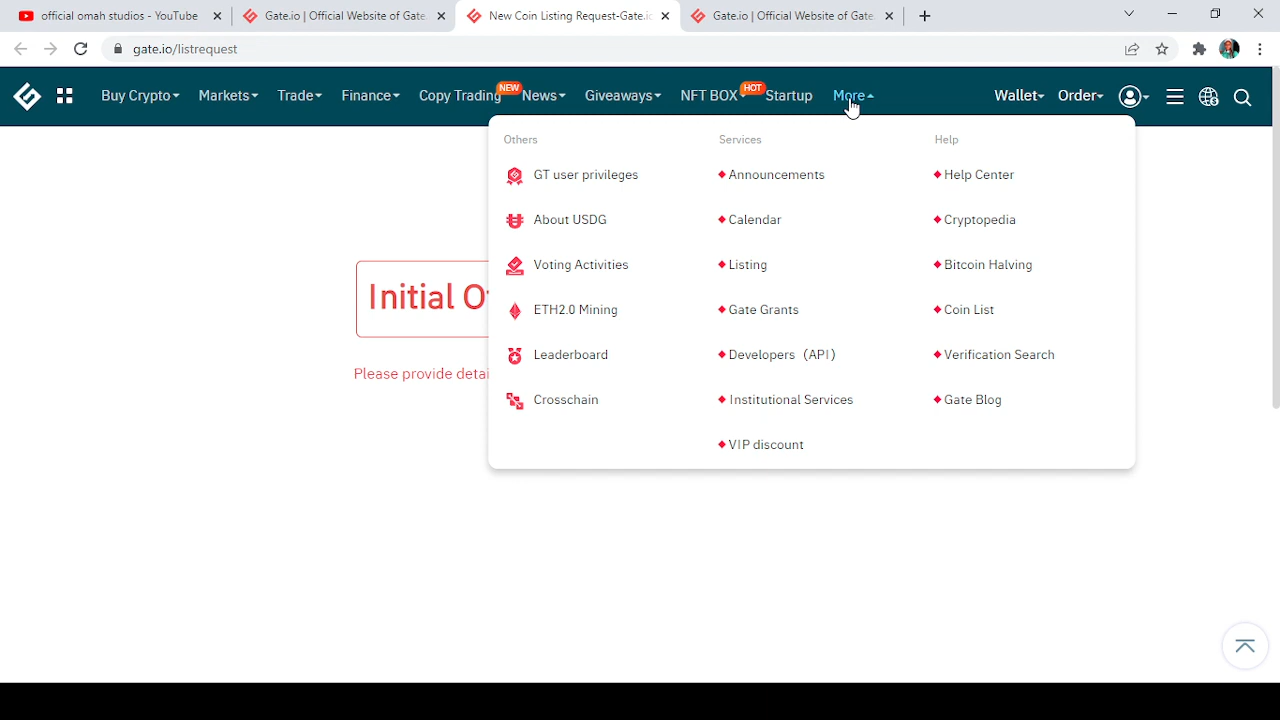 official omah studios - YouTube
Gate.io | Official Website of Gate.
New Coin Listing Request-Gate.io
Gate.io | Official Website of Gate.
gate.io/listrequest
Buy Crypto
Markets
Trade
Finance
Copy Trading
NEW
News
Giveaways
NFT BOX
HOT
Startup
More
Wallet
Order
Others
GT user privileges
About USDG
Voting Activities
ETH2.0 Mining
Leaderboard
Crosschain
Services
Announcements
Calendar
Listing
Gate Grants
Developers (API)
Institutional Services
VIP discount
Help
Help Center
Cryptopedia
Bitcoin Halving
Coin List
Verification Search
Gate Blog
Initial O
Please provide detai